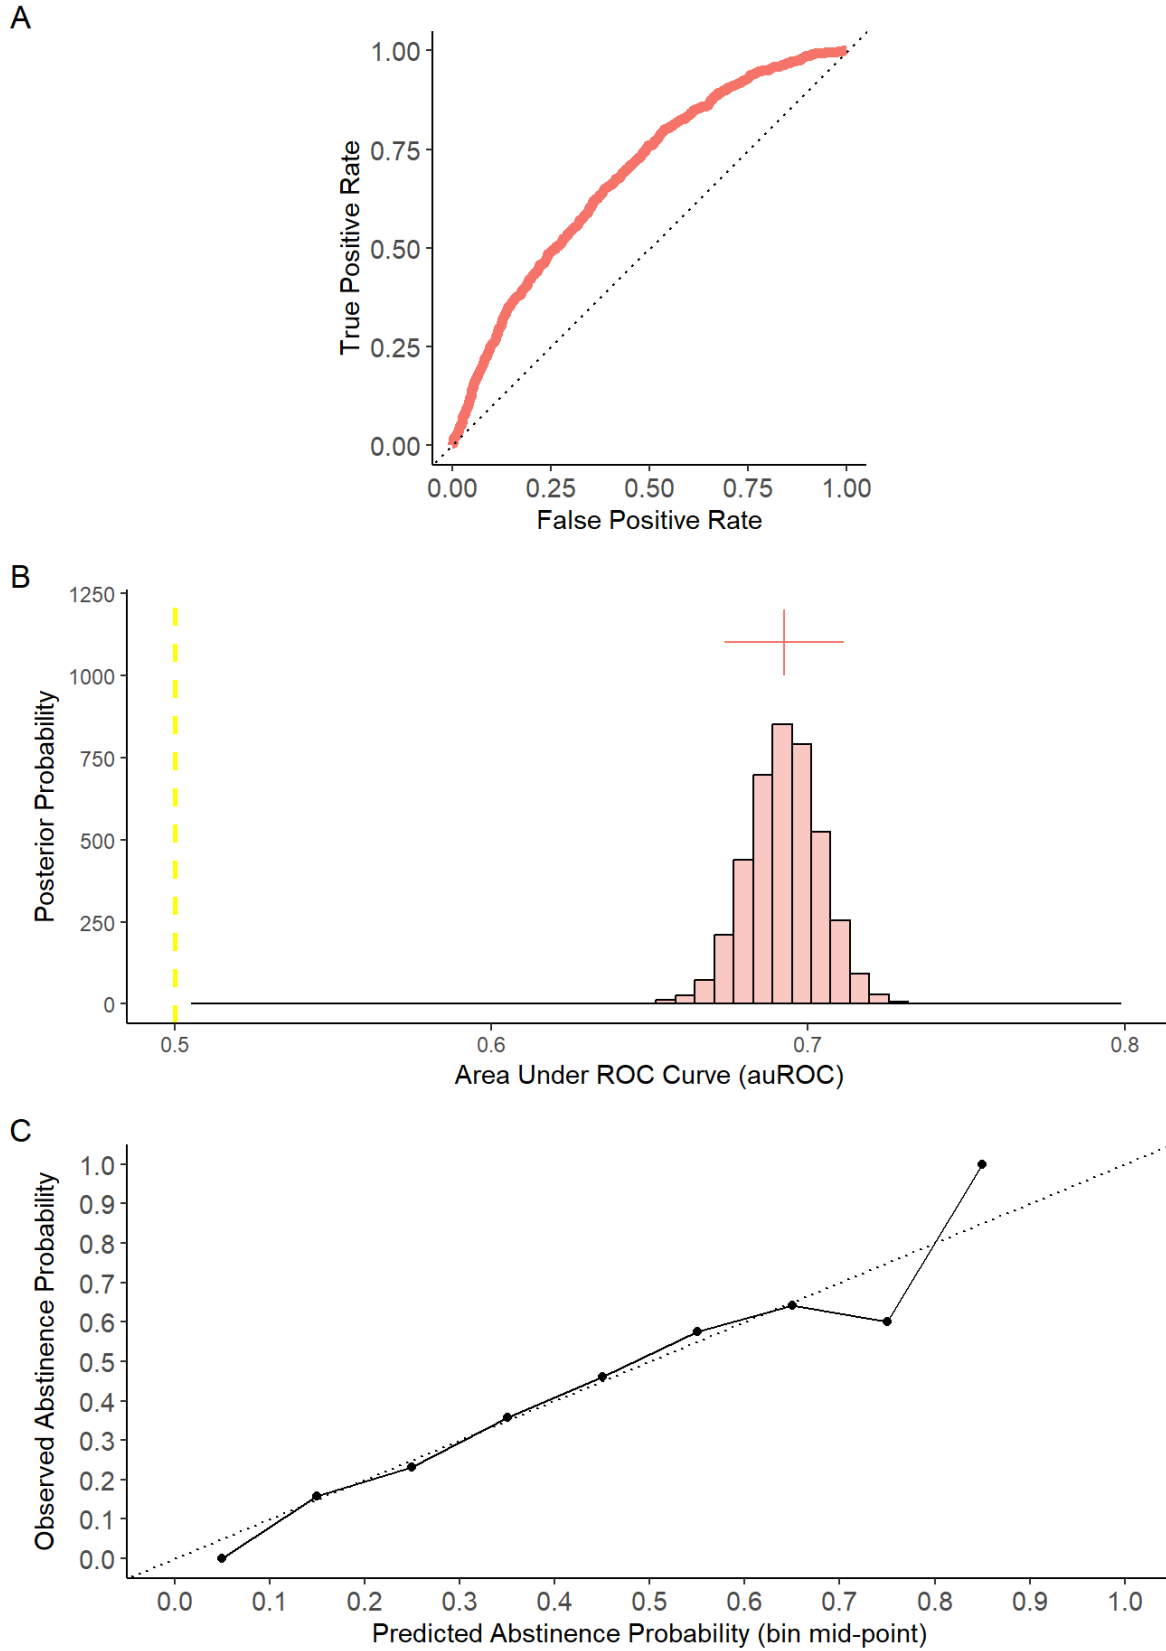 A
1.00
0.75
0.50
0.25
0.00
True Positive Rate
0.00 0.25 0.50 0.75 1.00
False Positive Rate
B
1250
1000
750
500
250
0
Posterior Probability
0.5 0.6 0.7 0.8
Area Under ROC Curve (auROC)
C
1.0
0.9
0.8
0.7
0.6
0.5
0.4
0.3
0.2
0.1
0.0
Observed Abstinence Probability
0.0 0.1 0.2 0.3 0.4 0.5 0.6 0.7 0.8 0.9 1.0
Predicted Abstinence Probability (bin mid-point)